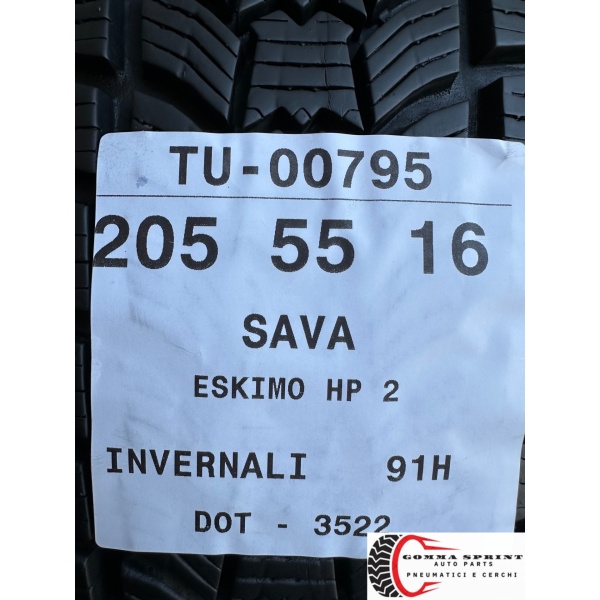 TU-00795
205 55 16
SAVA
ESKIMO HP 2
INVERNALI 91H
DOT - 3522
GOMMA SPRINT
AUTO PARTS
PNEUMATICI E CERCHI